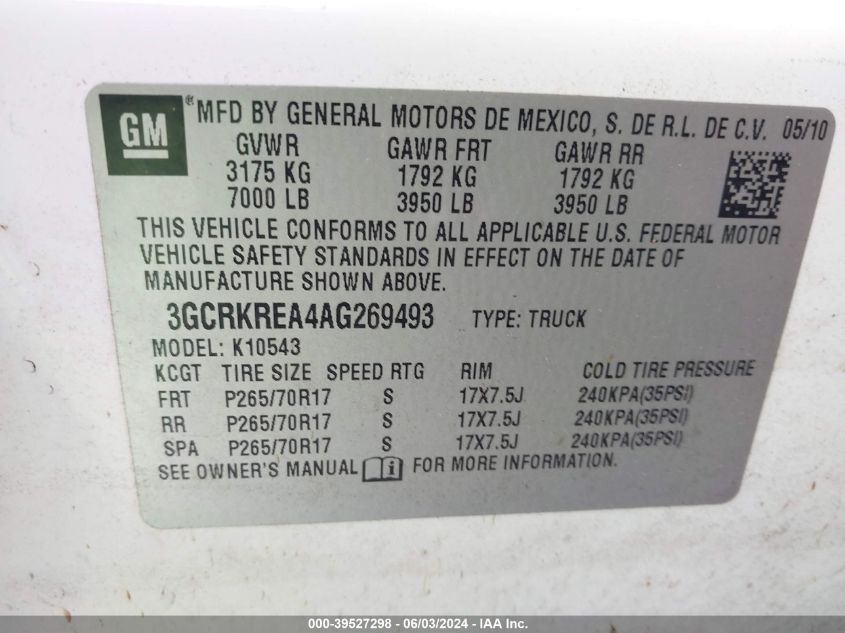 GM ® MFD BY GENERAL MOTORS DE MEXICO, S. DE R.L. DE C.V. 05/10
GVWR GAWR FRT GAWR RR
3175 KG 1792 KG 1792 KG
7000 LB 3950 LB 3950 LB
THIS VEHICLE CONFORMS TO ALL APPLICABLE U.S. FEDERAL MOTOR
VEHICLE SAFETY STANDARDS IN EFFECT ON THE DATE OF
MANUFACTURE SHOWN ABOVE.
3GCRKREA4AG269493 TYPE: TRUCK
MODEL: K10543
KCGT TIRE SIZE SPEED RTG RIM COLD TIRE PRESSURE
FRT P265/70R17 S 17X7.5J 240KPA(35PSI)
RR P265/70R17 S 17X7.5J 240KPA(35PSI)
SPA P265/70R17 S 17X7.5J 240KPA(35PSI)
SEE OWNER'S MANUAL FOR MORE INFORMATION.
000-39527298 - 06/03/2024 - IAA Inc.